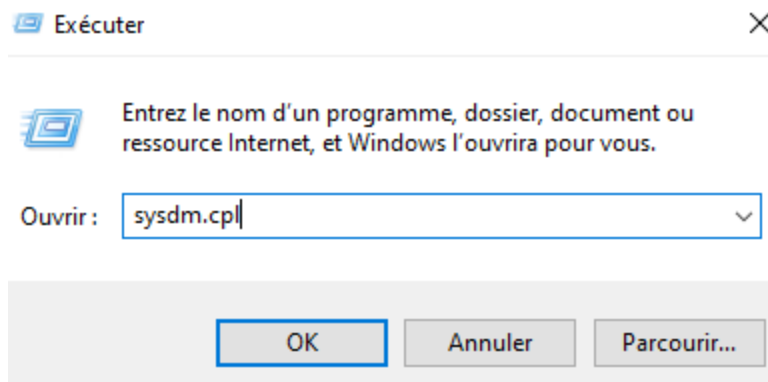 Exécuter
Entrez le nom d'un programme, dossier, document ou
ressource Internet, et Windows l'ouvrira pour vous.
Ouvrir : sysdm.cpl
OK Annuler Parcourir...